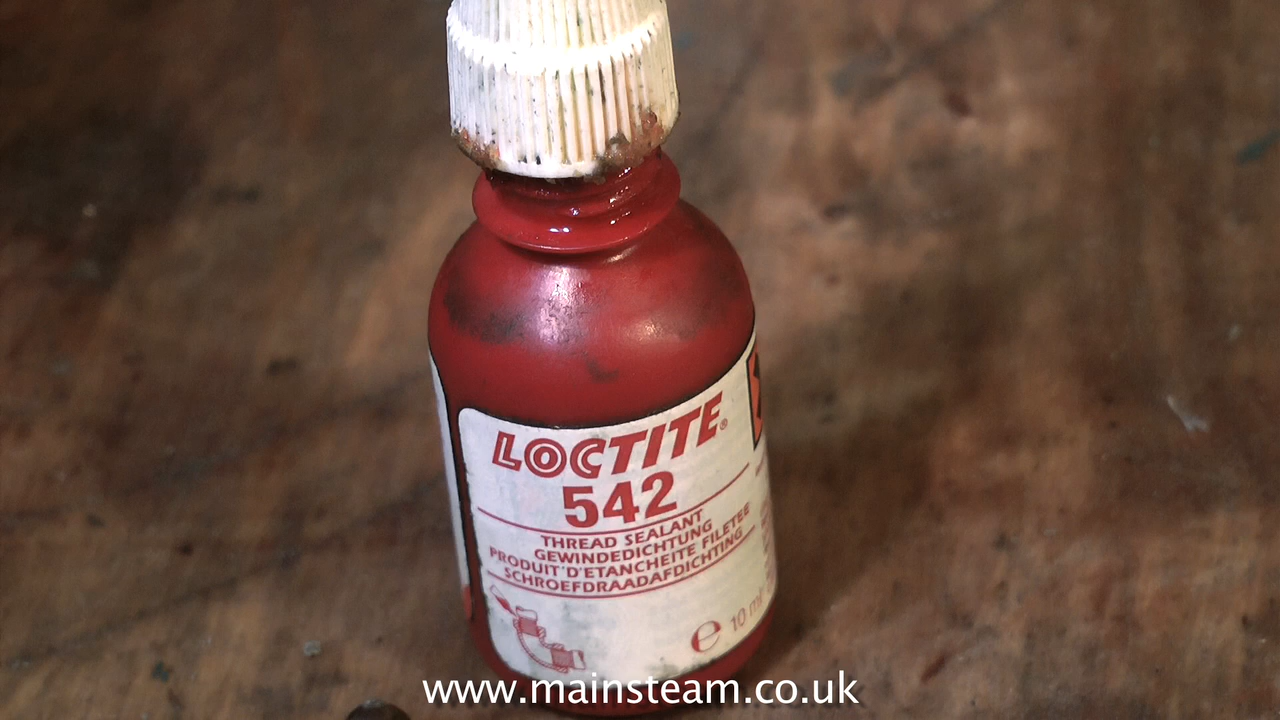 LOCTITE®
542
THREAD SEALANT
GEWINDEDICHTUNG
PRODUIT D'ETANCHEITE FILETEE
SCHROEFDRAADAFDICHTING
e 10 ml
www.mainsteam.co.uk